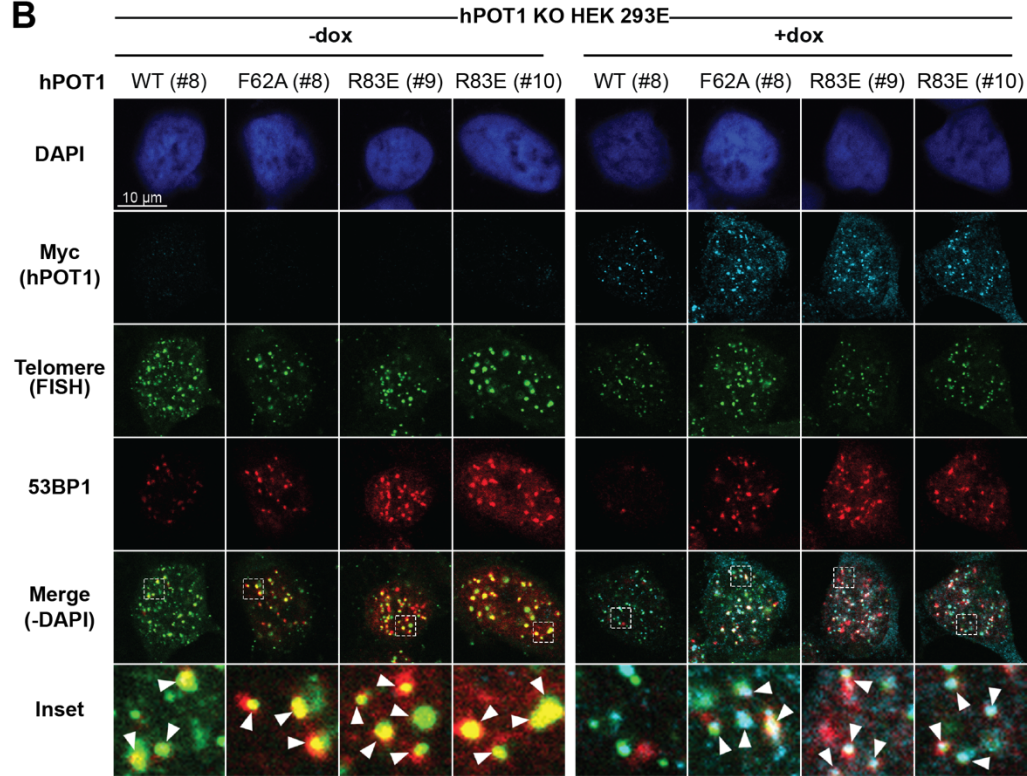 B
hPOT1 KO HEK 293E
-dox
+dox
hPOT1
WT (#8)
F62A (#8)
R83E (#9)
R83E (#10)
WT (#8)
F62A (#8)
R83E (#9)
R83E (#10)
DAPI
10 µm
Myc
(hPOT1)
Telomere
(FISH)
53BP1
Merge
(-DAPI)
Inset